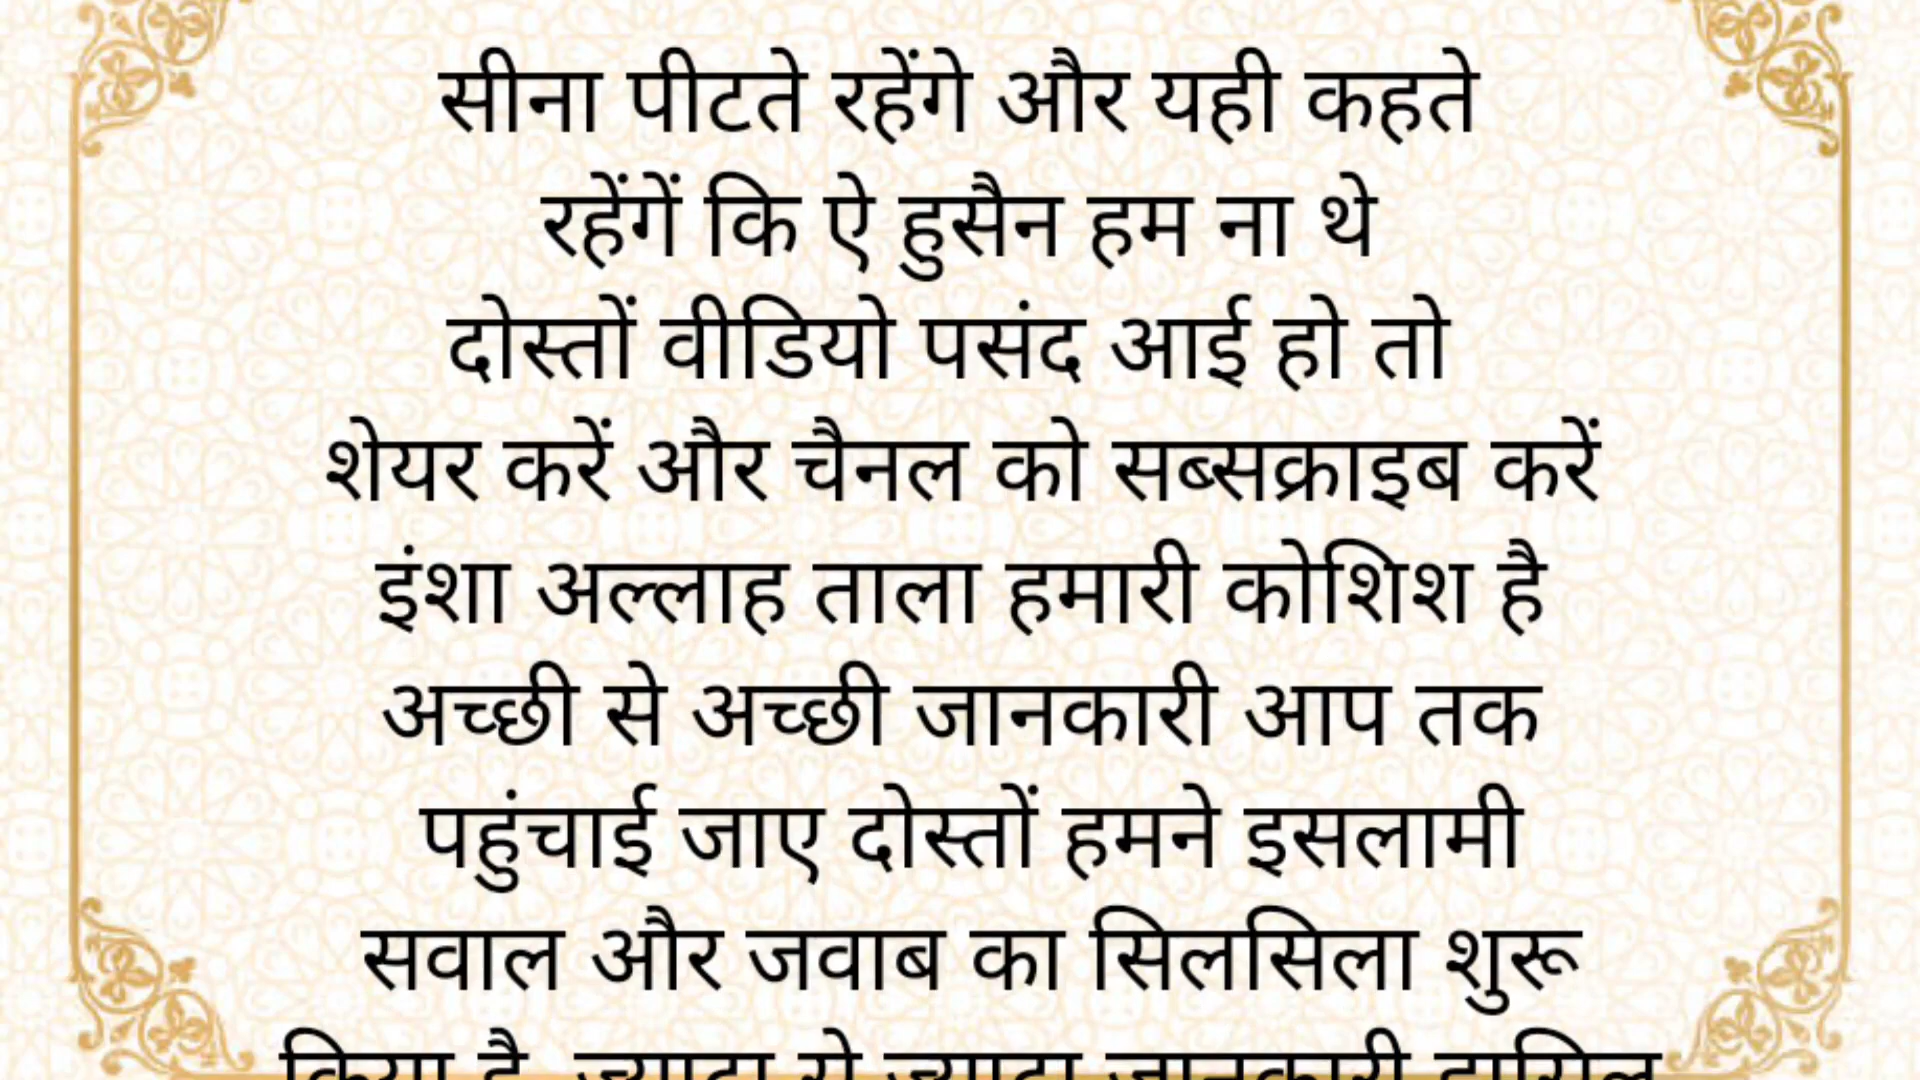 सीना पीटते रहेंगे और यही कहते
रहेंगें कि ऐ हुसैन हम ना थे
दोस्तों वीडियो पसंद आई हो तो
शेयर करें और चैनल को सब्सक्राइब करें
इंशा अल्लाह ताला हमारी कोशिश है
अच्छी से अच्छी जानकारी आप तक
पहुंचाई जाए दोस्तों हमने इसलामी
सवाल और जवाब का सिलसिला शुरू
किया है ज्यादा से ज्यादा जानकारी हासिल